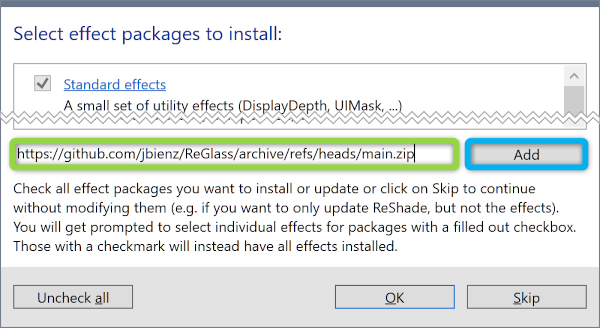 Select effect packages to install:
Standard effects
A small set of utility effects (DisplayDepth, UIMask, ...)
https://github.com/jbienz/ReGlass/archive/refs/heads/main.zip
Add
Check all effect packages you want to install or update or click on Skip to continue
without modifying them (e.g. if you want to only update ReShade, but not the effects).
You will get prompted to select individual effects for packages with a filled out checkbox.
Those with a checkmark will instead have all effects installed.
Uncheck all
OK
Skip